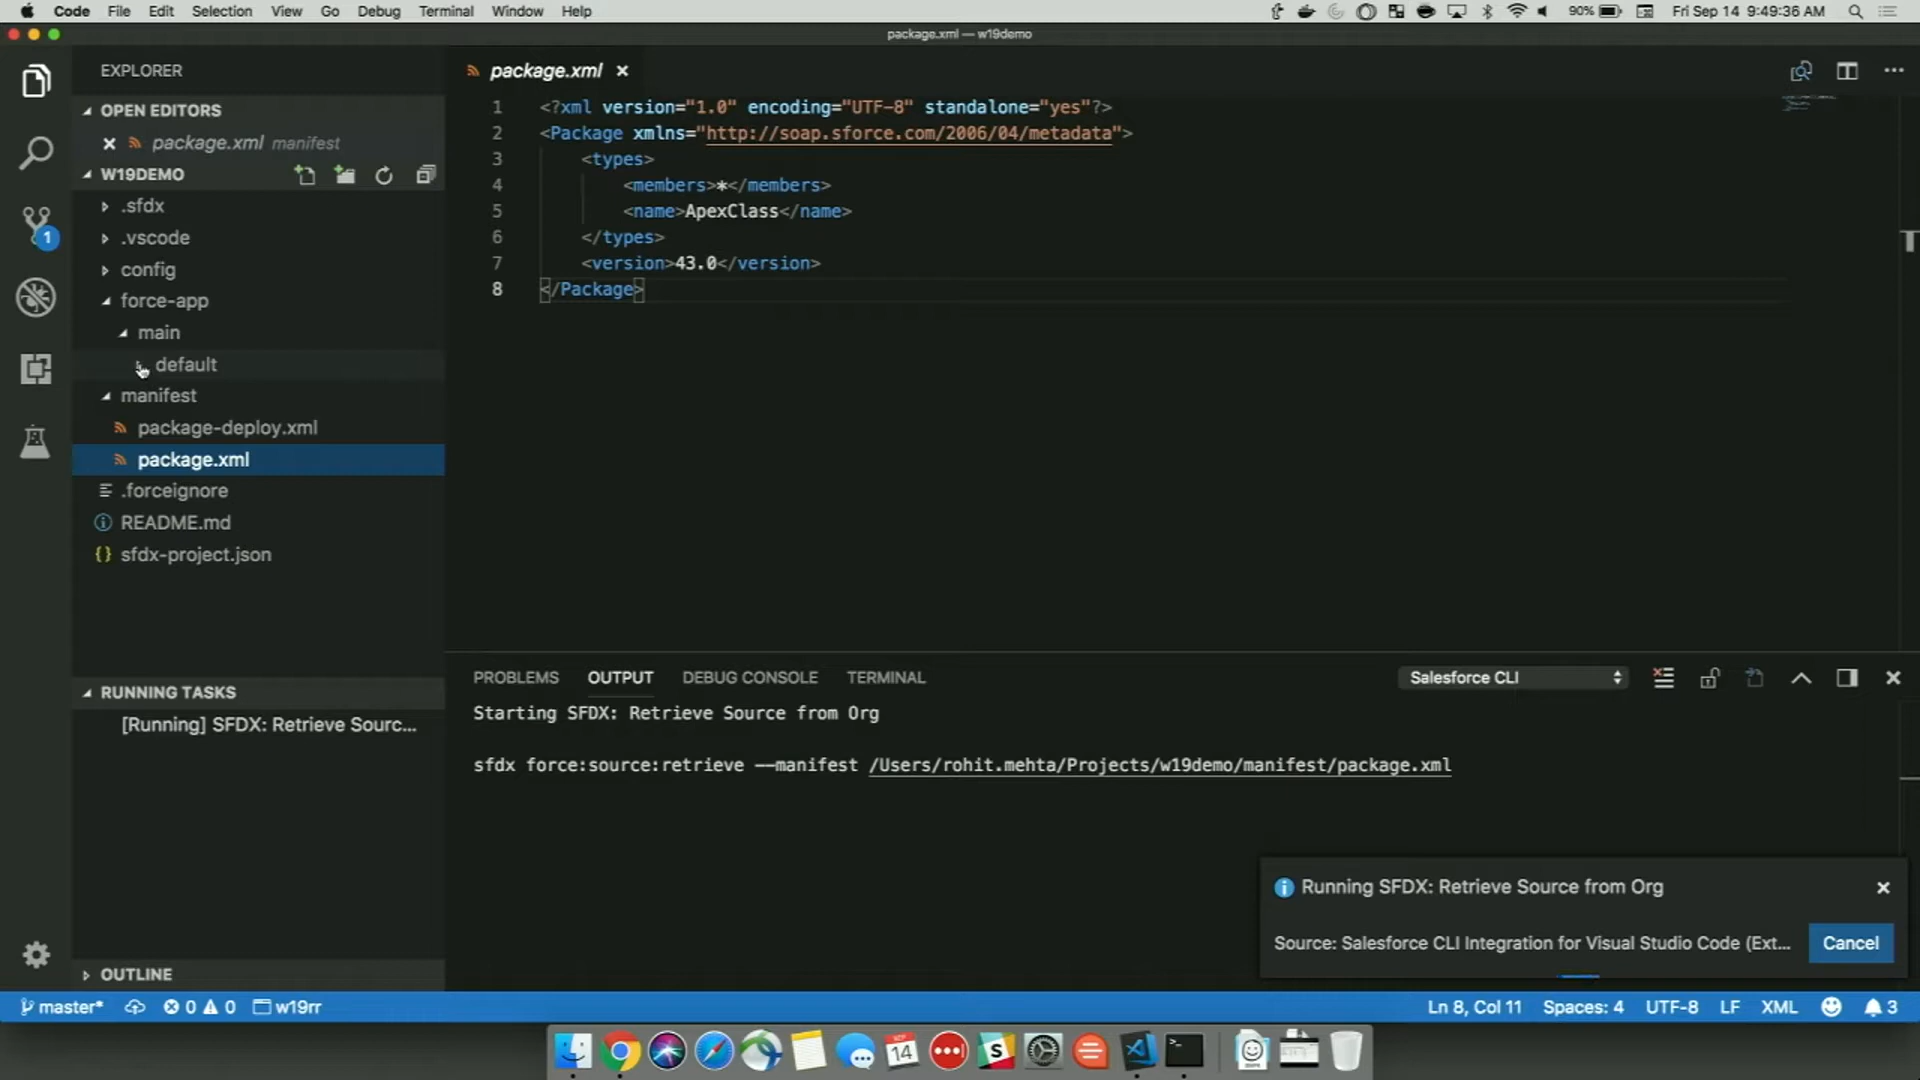 Code File Edit Selection View Go Debug Terminal Window Help
90% Fri Sep 14 9:49:36 AM
package.xml — w19demo
EXPLORER
OPEN EDITORS
package.xml manifest
W19DEMO
.sfdx
.vscode
config
force-app
main
default
manifest
package-deploy.xml
package.xml
.forceignore
README.md
sfdx-project.json
1
RUNNING TASKS
[Running] SFDX: Retrieve Sourc...
OUTLINE
package.xml
1 <?xml version="1.0" encoding="UTF-8" standalone="yes"?>
2 <Package xmlns="http://soap.sforce.com/2006/04/metadata">
3 <types>
4 <members>*</members>
5 <name>ApexClass</name>
6 </types>
7 <version>43.0</version>
8 </Package>
PROBLEMS OUTPUT DEBUG CONSOLE TERMINAL
Salesforce CLI
Starting SFDX: Retrieve Source from Org
sfdx force:source:retrieve --manifest /Users/rohit.mehta/Projects/w19demo/manifest/package.xml
Running SFDX: Retrieve Source from Org
Source: Salesforce CLI Integration for Visual Studio Code (Ext...
Cancel
master* 0 0 w19rr
Ln 8, Col 11 Spaces: 4 UTF-8 LF XML 3
SEP
14
S